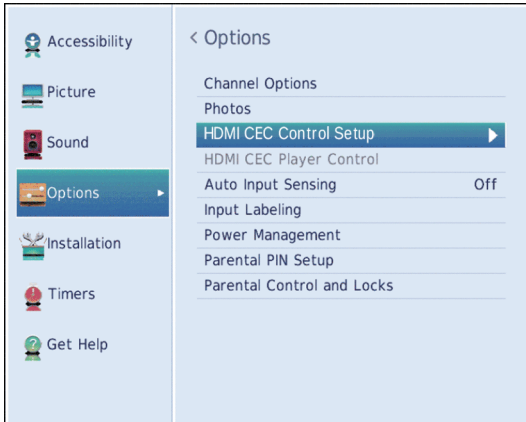 Accessibility
Picture
Sound
Options
Installation
Timers
Get Help
Options
Channel Options
Photos
HDMI CEC Control Setup
HDMI CEC Player Control
Auto Input Sensing Off
Input Labeling
Power Management
Parental PIN Setup
Parental Control and Locks